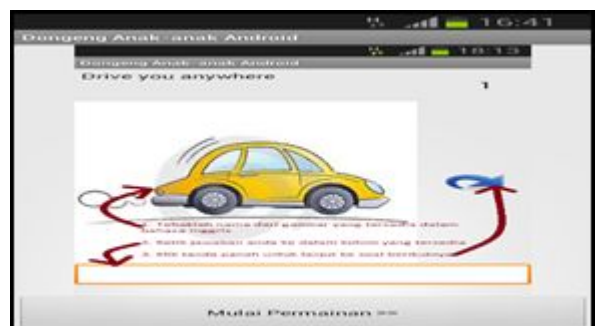 16:41
Dongeng Anak-anak Android
18:13
Dongeng Anak-anak Android
Drive you anywhere
1
1. Tebaklah nama dari gambar yang tersedia dalam
bahasa Inggris
2. Ketik jawaban anda ke dalam kolom yang tersedia
3. Klik tanda panah untuk lanjut ke soal berikutnya
Mulai Permainan >>